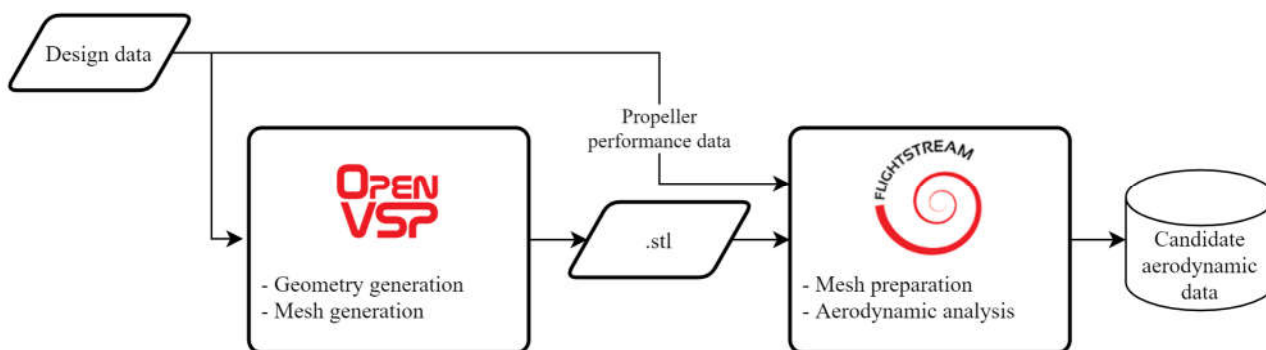 Design data
Propeller
performance data
OPEN
VSP
- Geometry generation
- Mesh generation
.stl
FLIGHTSTREAM
- Mesh preparation
- Aerodynamic analysis
Candidate
aerodynamic
data